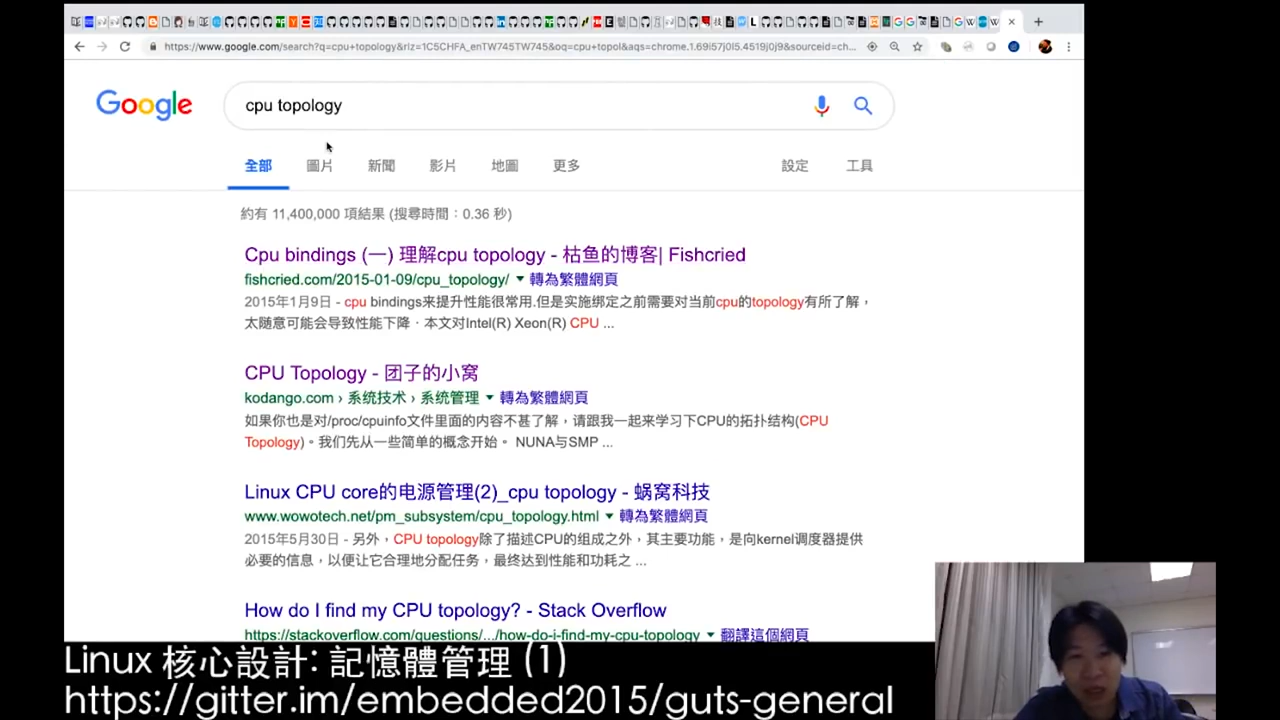 https://www.google.com/search?q=cpu+topology&rlz=1C5CHFA_enTW745TW745&oq=cpu+topol&aqs=chrome.1.69i57j0l5.4519j0j9&sourceid=ch...
Google
cpu topology
全部 圖片 新聞 影片 地圖 更多 設定 工具
約有 11,400,000 項結果 (搜尋時間：0.36 秒)
Cpu bindings (一) 理解cpu topology - 枯鱼的博客| Fishcried
fishcried.com/2015-01-09/cpu_topology/ ▼ 轉為繁體網頁
2015年1月9日 - cpu bindings来提升性能很常用.但是实施绑定之前需要对当前cpu的topology有所了解，
太随意可能会导致性能下降．本文对Intel(R) Xeon(R) CPU ...
CPU Topology - 团子的小窝
kodango.com › 系统技术 › 系统管理 ▼ 轉為繁體網頁
如果你也是对/proc/cpuinfo文件里面的内容不甚了解，请跟我一起来学习下CPU的拓扑结构(CPU
Topology)。我们先从一些简单的概念开始。 NUNA与SMP ...
Linux CPU core的电源管理(2)_cpu topology - 蜗窝科技
www.wowotech.net/pm_subsystem/cpu_topology.html ▼ 轉為繁體網頁
2015年5月30日 - 另外，CPU topology除了描述CPU的组成之外，其主要功能，是向kernel调度器提供
必要的信息，以便让它合理地分配任务，最终达到性能和功耗之 ...
How do I find my CPU topology? - Stack Overflow
https://stackoverflow.com/questions/.../how-do-i-find-my-cpu-topology ▼ 翻譯這個網頁
Linux 核心設計: 記憶體管理 (1)
https://gitter.im/embedded2015/guts-general